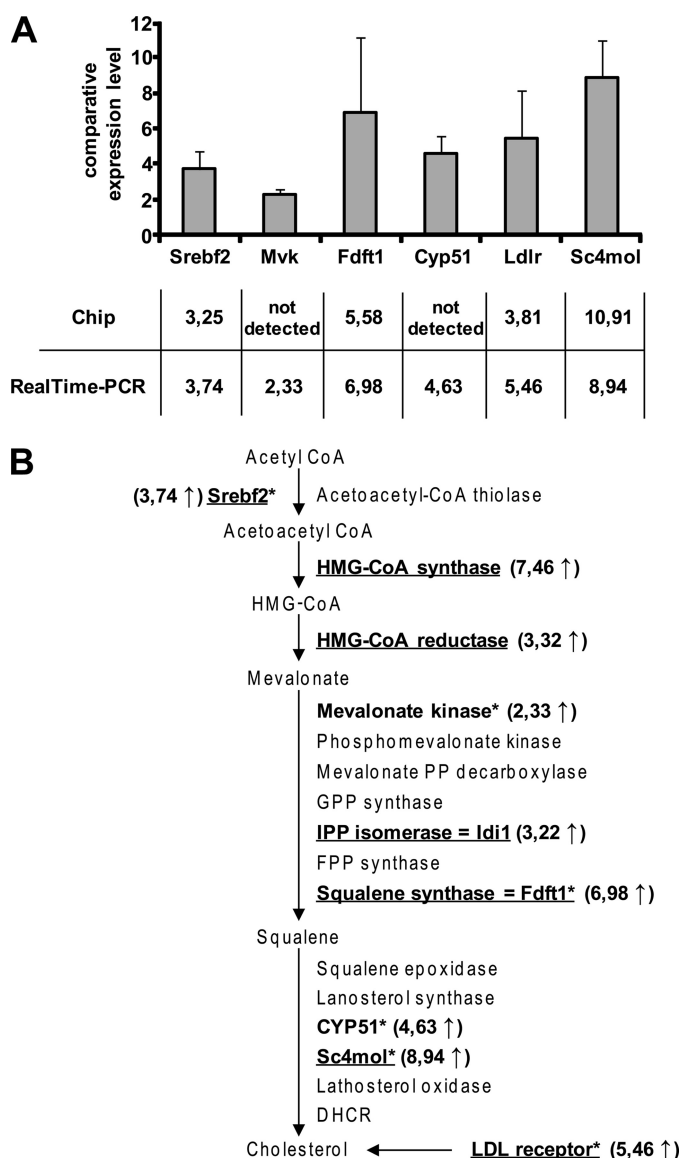 A
comparative
expression level
12
10
8
6
4
2
0
Srebf2 Mvk Fdft1 Cyp51 Ldlr Sc4mol
Chip 3,25 not detected 5,58 not detected 3,81 10,91
RealTime-PCR 3,74 2,33 6,98 4,63 5,46 8,94
B
Acetyl CoA
(3,74 ↑) Srebf2* Acetoacetyl-CoA thiolase
Acetoacetyl CoA
HMG-CoA synthase (7,46 ↑)
HMG-CoA
HMG-CoA reductase (3,32 ↑)
Mevalonate
Mevalonate kinase* (2,33 ↑)
Phosphomevalonate kinase
Mevalonate PP decarboxylase
GPP synthase
IPP isomerase = Idi1 (3,22 ↑)
FPP synthase
Squalene synthase = Fdft1* (6,98 ↑)
Squalene
Squalene epoxidase
Lanosterol synthase
CYP51* (4,63 ↑)
Sc4mol* (8,94 ↑)
Lathosterol oxidase
DHCR
Cholesterol LDL receptor* (5,46 ↑)